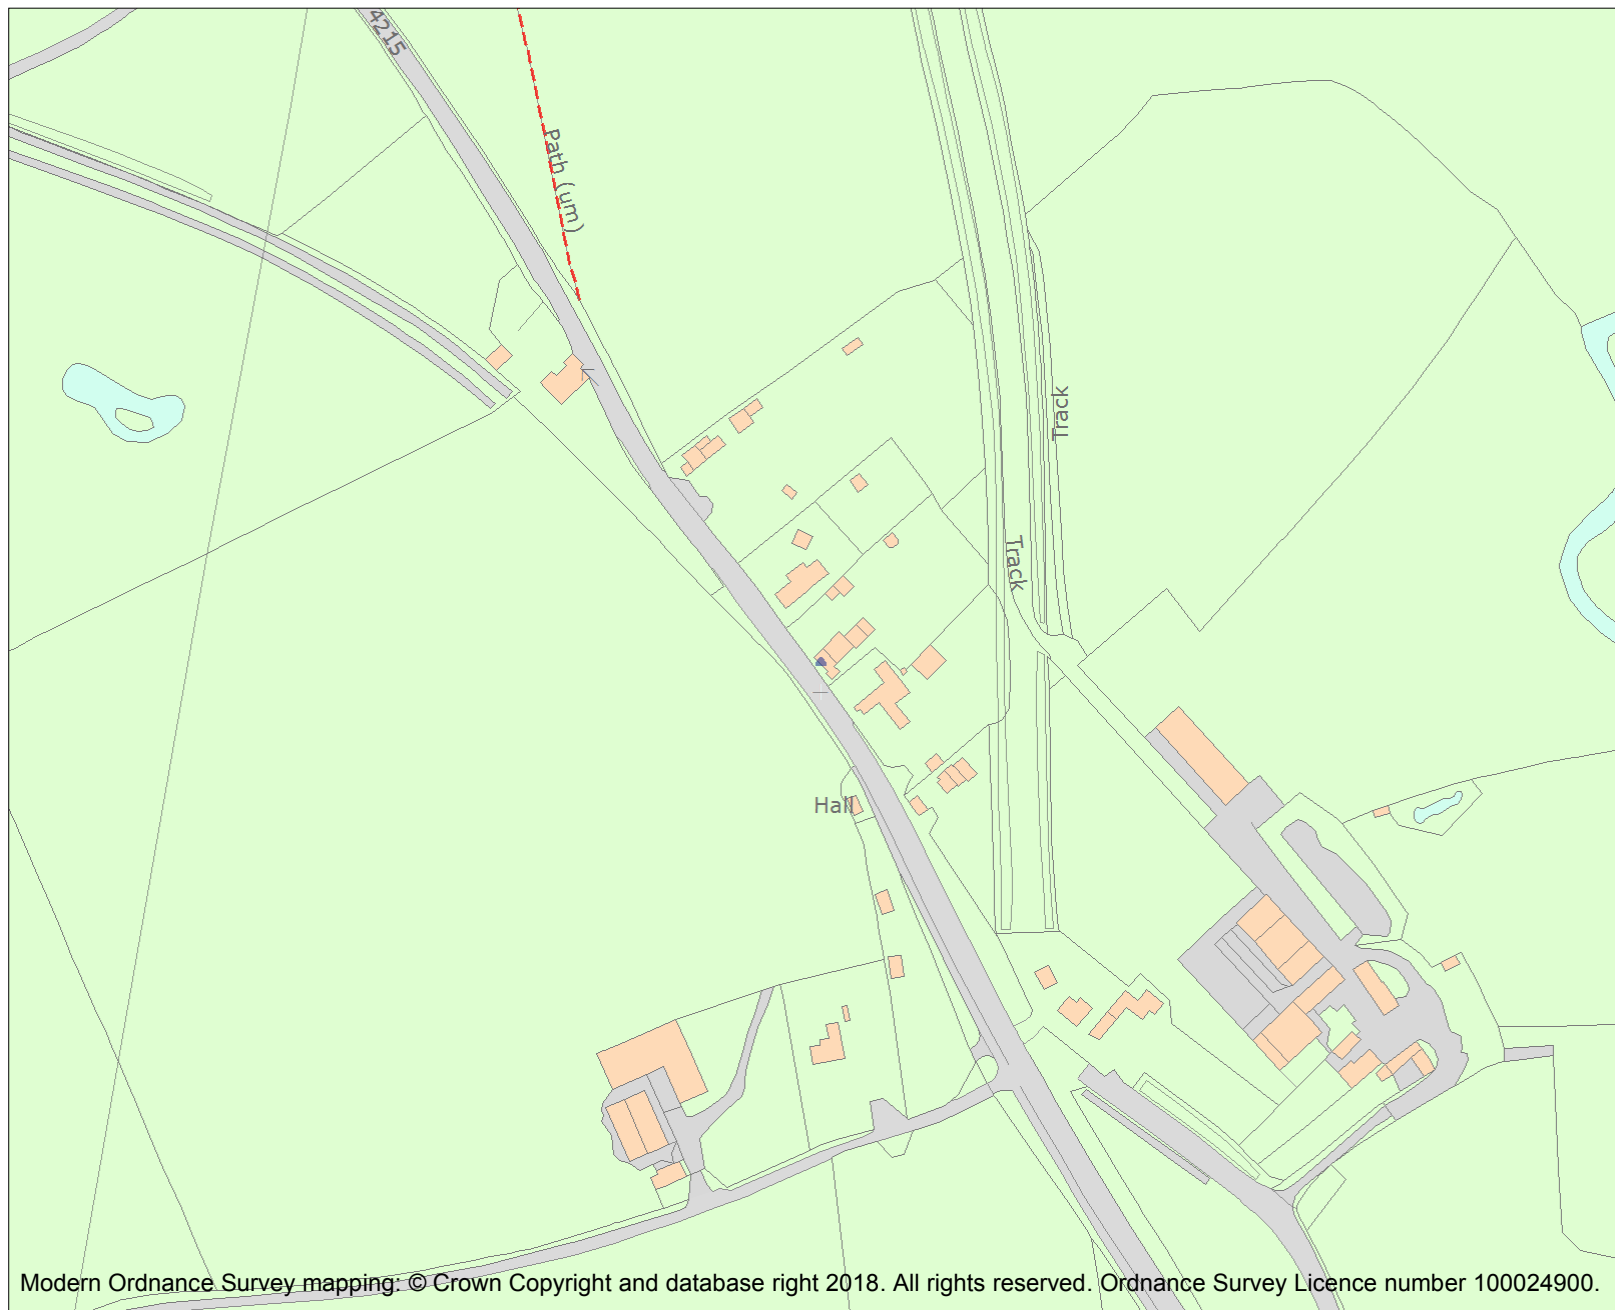 4215
Path (um)
Track
Track
Hall
Modern Ordnance Survey mapping: © Crown Copyright and database right 2018. All rights reserved. Ordnance Survey Licence number 100024900.